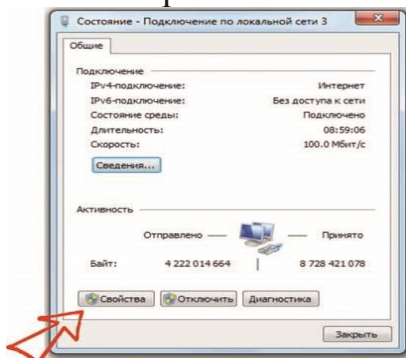 Состояние - Подключение по локальной сети 3
Общие
Подключение
IPv4-подключение: Интернет
IPv6-подключение: Без доступа к сети
Состояние среды: Подключено
Длительность: 08:59:06
Скорость: 100.0 Мбит/с
Сведения...
Активность
Отправлено — — Принято
Байт: 4 222 014 664 | 8 728 421 078
Свойства Отключить Диагностика
Закрыть